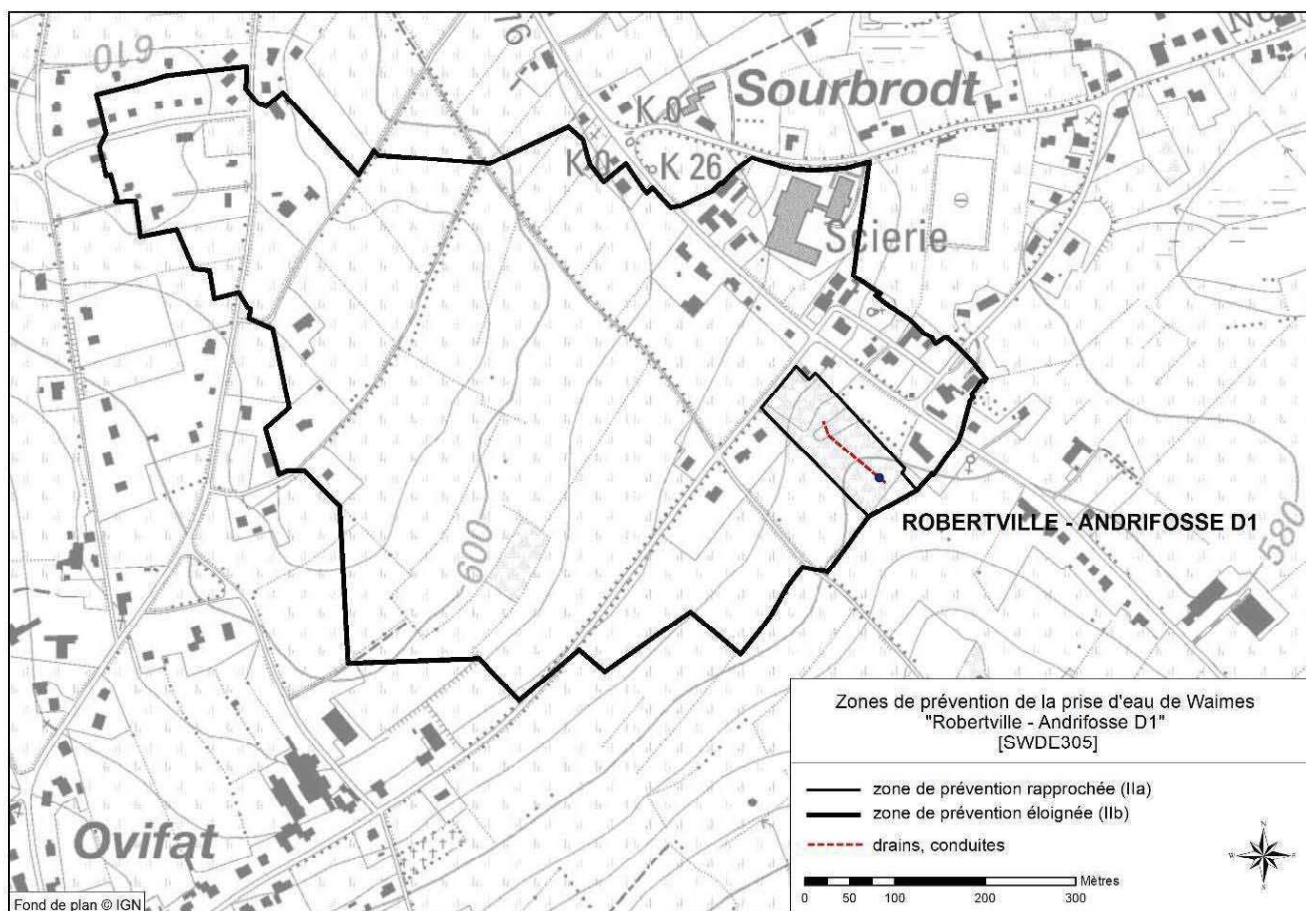 610
76
Sourbrodt
K 0
K 0
K 26
Scierie
ROBERTVILLE - ANDRIFOSSE D1
600
580
Ovifat
Zones de prévention de la prise d'eau de Waimes
"Robertville - Andrifosse D1"
[SWDE305]
zone de prévention rapprochée (IIa)
zone de prévention éloignée (IIb)
drains, conduites
N
W E
S
Mètres
0 50 100 200 300
Fond de plan © IGN